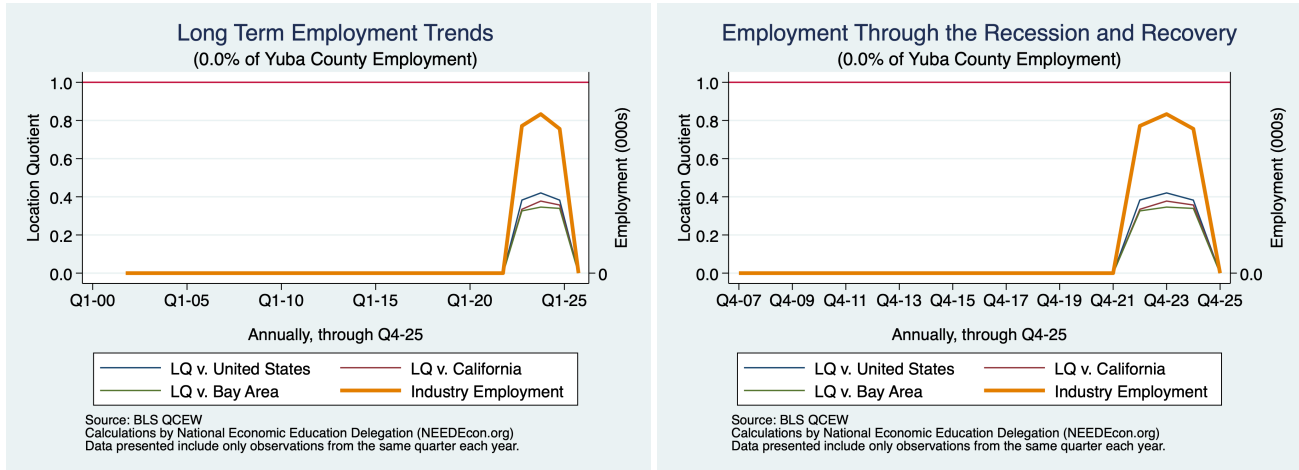 Long Term Employment Trends
(0.0% of Yuba County Employment)
Location Quotient
1.0
0.8
0.6
0.4
0.2
0.0
Employment (000s)
0
Q1-00 Q1-05 Q1-10 Q1-15 Q1-20 Q1-25
Annually, through Q4-25
LQ v. United States LQ v. California
LQ v. Bay Area Industry Employment
Source: BLS QCEW
Calculations by National Economic Education Delegation (NEEDEcon.org)
Data presented include only observations from the same quarter each year.
Employment Through the Recession and Recovery
(0.0% of Yuba County Employment)
Location Quotient
1.0
0.8
0.6
0.4
0.2
0.0
Employment (000s)
0.0
Q4-07 Q4-09 Q4-11 Q4-13 Q4-15 Q4-17 Q4-19 Q4-21 Q4-23 Q4-25
Annually, through Q4-25
LQ v. United States LQ v. California
LQ v. Bay Area Industry Employment
Source: BLS QCEW
Calculations by National Economic Education Delegation (NEEDEcon.org)
Data presented include only observations from the same quarter each year.